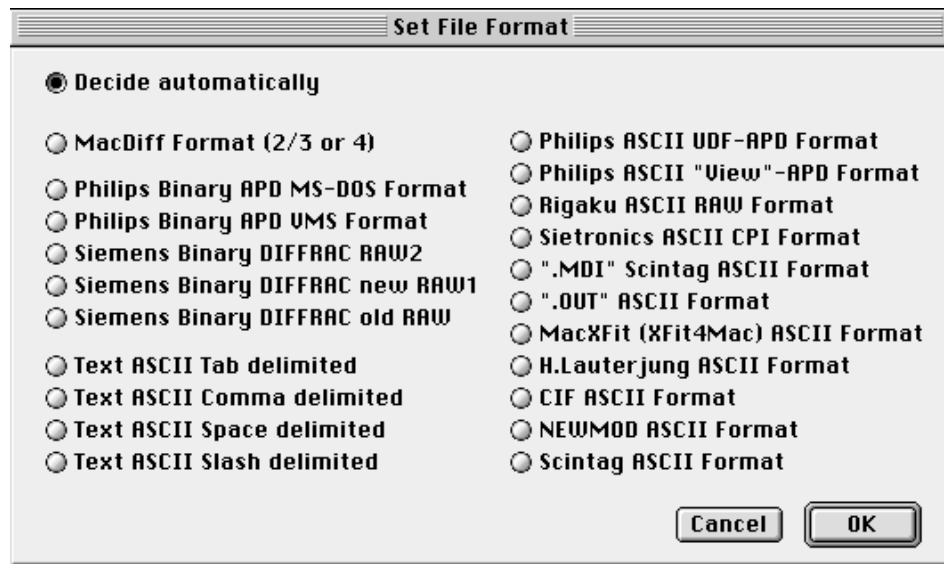 Set File Format
Decide automatically
MacDiff Format (2/3 or 4)
Philips Binary APD MS-DOS Format
Philips Binary APD VMS Format
Siemens Binary DIFFRAC RAW2
Siemens Binary DIFFRAC new RAW1
Siemens Binary DIFFRAC old RAW
Text ASCII Tab delimited
Text ASCII Comma delimited
Text ASCII Space delimited
Text ASCII Slash delimited
Philips ASCII UDF-APD Format
Philips ASCII "View"-APD Format
Rigaku ASCII RAW Format
Sietronics ASCII CPI Format
".MDI" Scintag ASCII Format
".OUT" ASCII Format
MacXFit (XFit4Mac) ASCII Format
H.Lauterjung ASCII Format
CIF ASCII Format
NEWMOD ASCII Format
Scintag ASCII Format
Cancel
OK